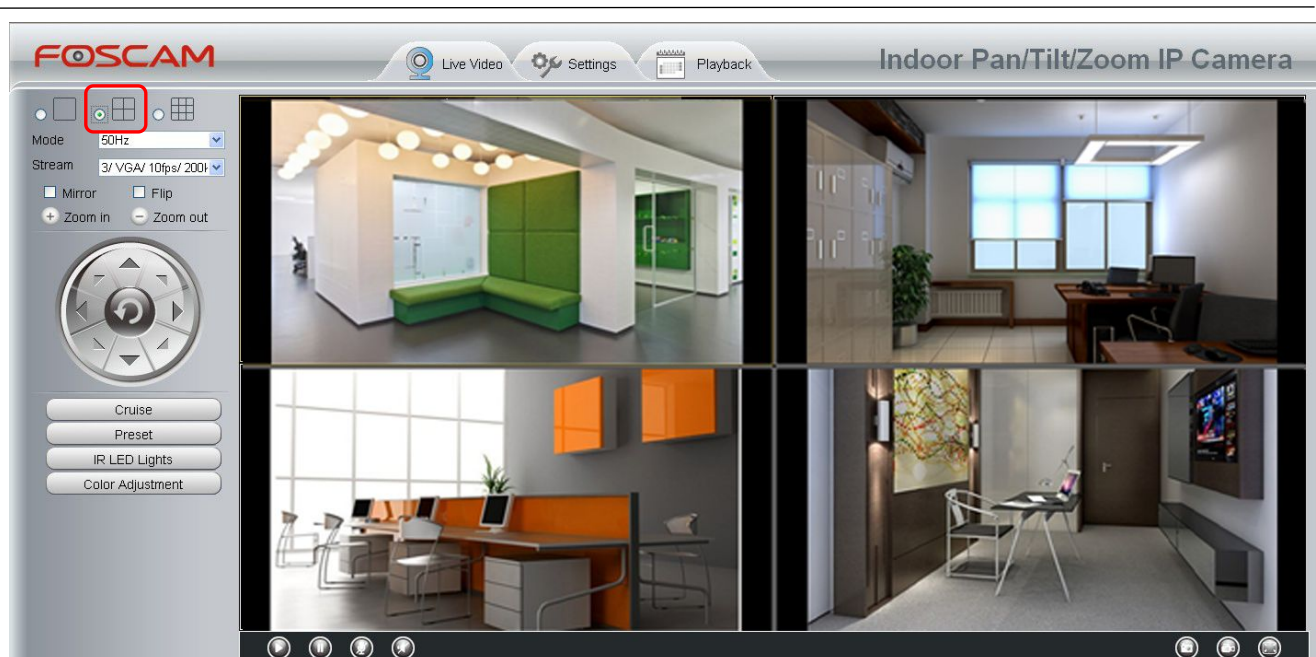 FOSCAM
Live Video
Settings
Playback
Indoor Pan/Tilt/Zoom IP Camera
Mode 50Hz
Stream 3/ VGA/ 10fps/ 200
Mirror Flip
Zoom in Zoom out
Cruise
Preset
IR LED Lights
Color Adjustment